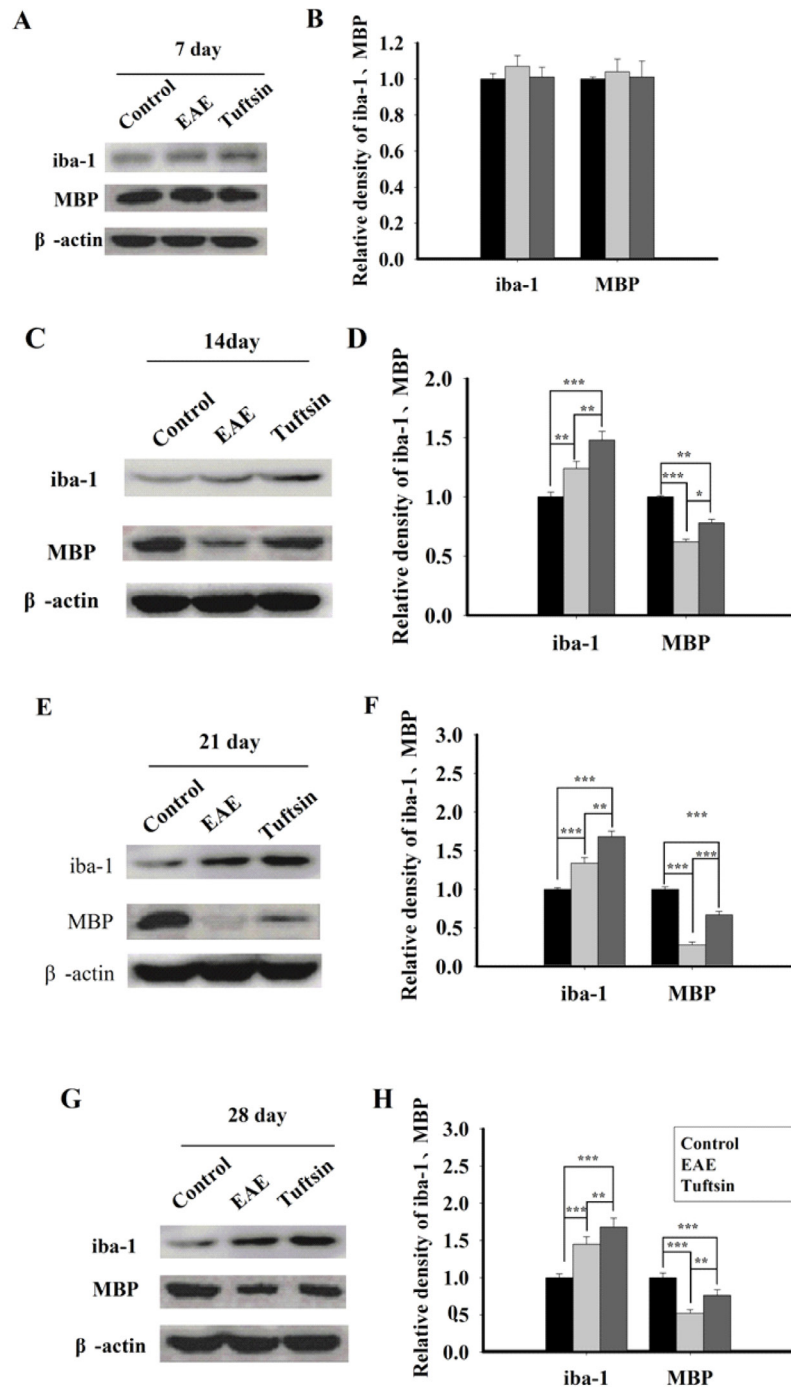 A
7 day
Control EAE Tuftsin
iba-1
MBP
β -actin
B
Relative density of iba-1、MBP
1.2
1.0
0.8
0.6
0.4
0.2
0.0
iba-1 MBP
C
14day
Control EAE Tuftsin
iba-1
MBP
β -actin
D
Relative density of iba-1、MBP
2.0
1.5
1.0
0.5
0.0
***
** **
**
***
*
iba-1 MBP
E
21 day
Control EAE Tuftsin
iba-1
MBP
β -actin
F
Relative density of iba-1、MBP
3.0
2.5
2.0
1.5
1.0
0.5
0.0
***
*** **
***
*** ***
iba-1 MBP
G
28 day
Control EAE Tuftsin
iba-1
MBP
β -actin
H
Relative density of iba-1、MBP
3.0
2.5
2.0
1.5
1.0
0.5
0.0
Control
EAE
Tuftsin
***
*** **
***
***
**
iba-1 MBP